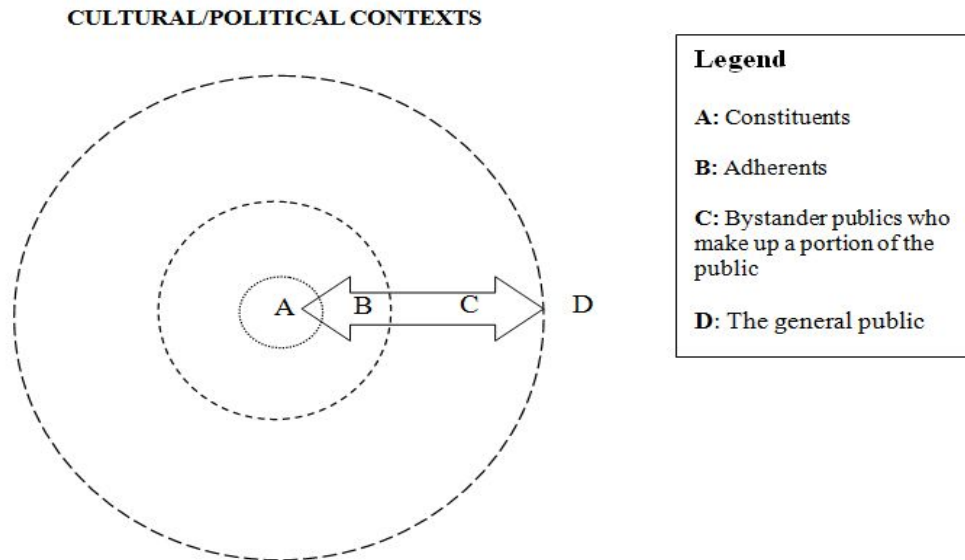 CULTURAL/POLITICAL CONTEXTS
Legend
A: Constituents
B: Adherents
C: Bystander publics who
make up a portion of the
public
D: The general public
A B C D